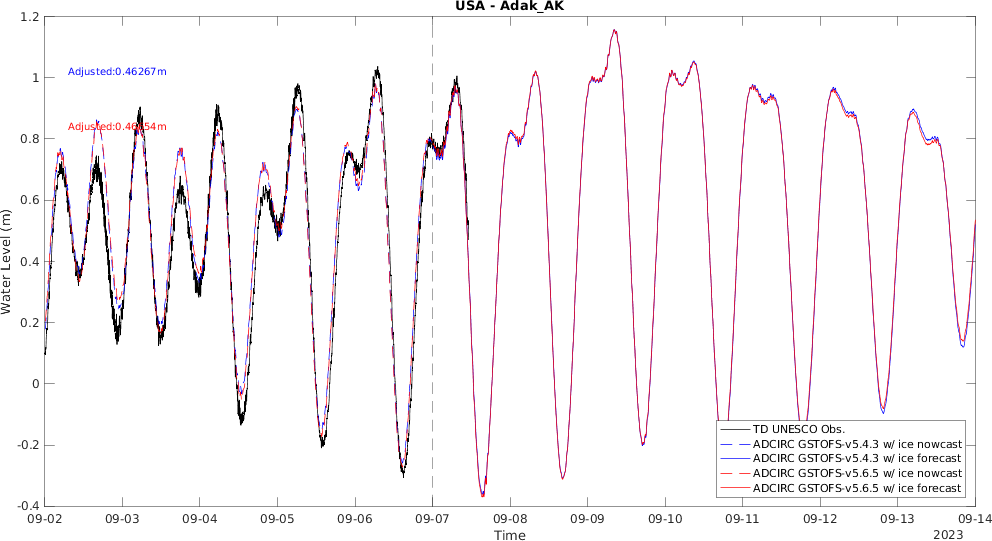 USA - Adak_AK
1.2
1
0.8
0.6
0.4
0.2
0
-0.2
-0.4
Water Level (m)
Adjusted:0.46267m
TD UNESCO Obs.
ADCIRC GSTOFS-v5.4.3 w/ ice nowcast
ADCIRC GSTOFS-v5.4.3 w/ ice forecast
ADCIRC GSTOFS-v5.6.5 w/ ice nowcast
ADCIRC GSTOFS-v5.6.5 w/ ice forecast
09-02 09-03 09-04 09-05 09-06 09-07 09-08 09-09 09-10 09-11 09-12 09-13 09-14
Time
2023